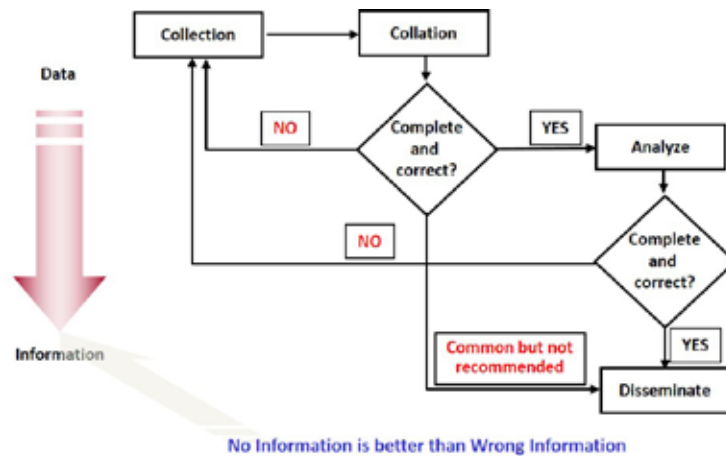 Collection
Collation
Data
NO
Complete
and
correct?
YES
Analyze
NO
Complete
and
correct?
Information
Common but not
recommended
YES
Disseminate
No Information is better than Wrong Information